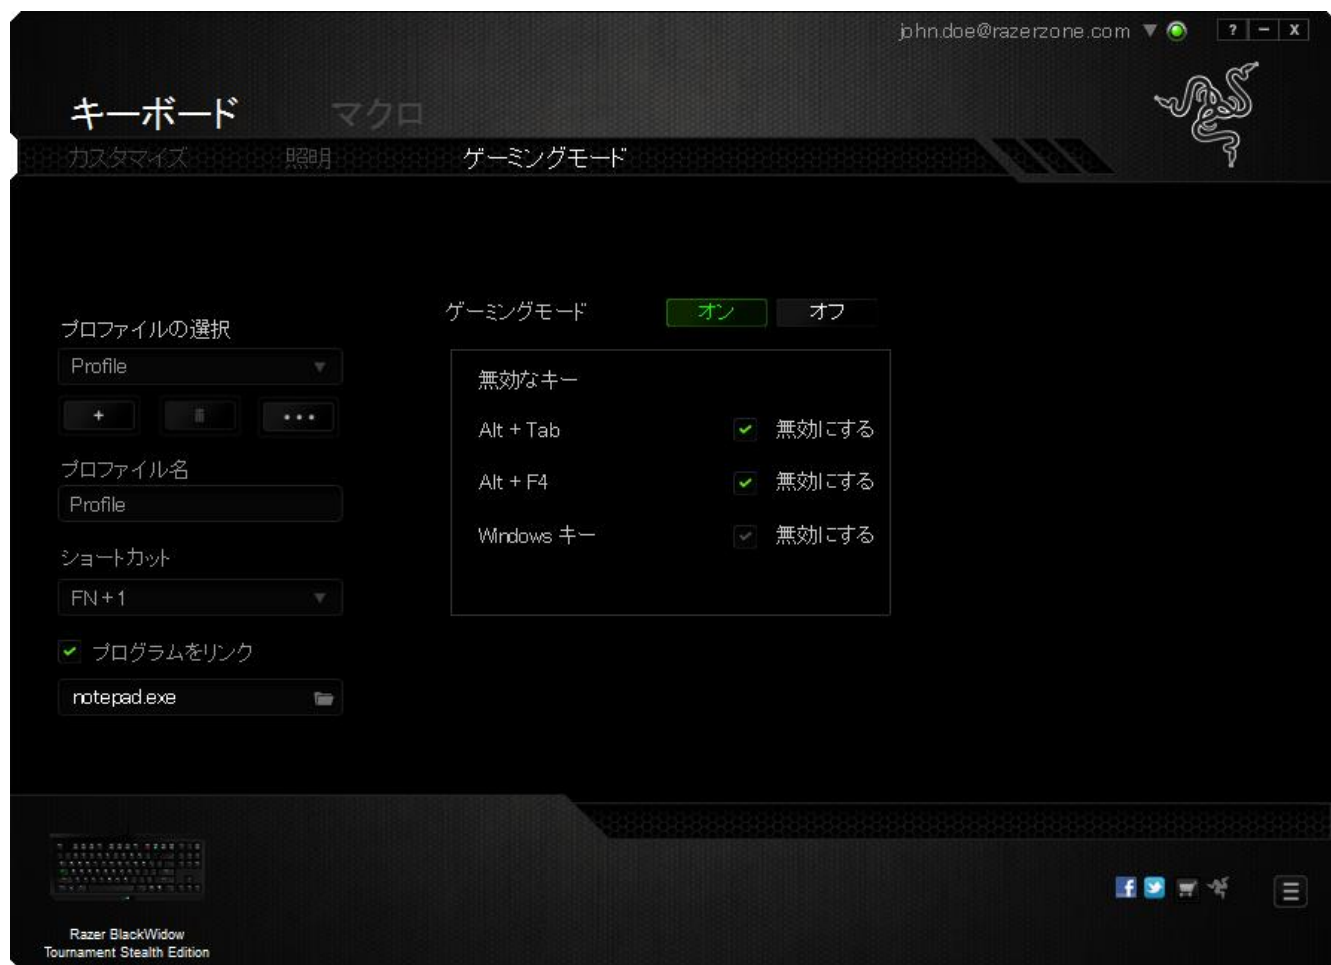 john.doe@razerzone.com
? − X
キーボード マクロ
カスタマイズ 照明 ゲーミングモード
ゲーミングモード オン オフ
プロファイルの選択
Profile
無効なキー
+ •••
Alt + Tab 無効にする
プロファイル名
Alt + F4 無効にする
Profile
Windows キー 無効にする
ショートカット
FN + 1
プログラムをリンク
notepad.exe
Razer BlackWidow
Tournament Stealth Edition